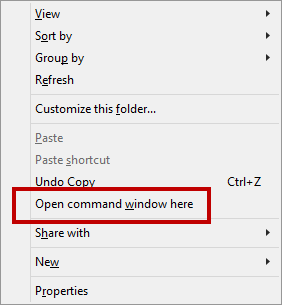 View
Sort by
Group by
Refresh
Customize this folder...
Paste
Paste shortcut
Undo Copy Ctrl+Z
Open command window here
Share with
New
Properties